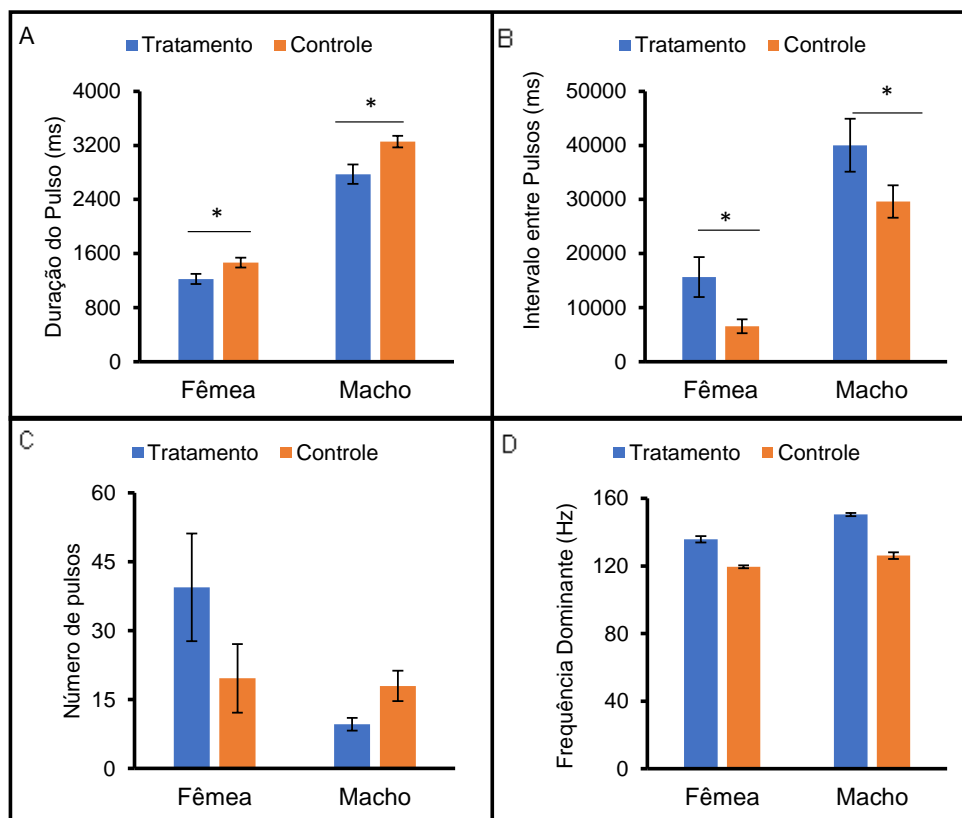 A
Tratamento Controle
Duração do Pulso (ms)
4000
3200
2400
1600
800
0
*
*
Fêmea Macho
B
Tratamento Controle
Intervalo entre Pulsos (ms)
50000
40000
30000
20000
10000
0
*
*
Fêmea Macho
C
Tratamento Controle
Número de pulsos
60
45
30
15
0
Fêmea Macho
D
Tratamento Controle
Frequência Dominante (Hz)
160
120
80
40
0
Fêmea Macho